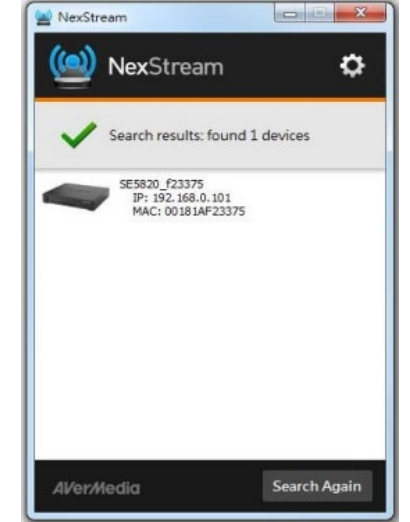 NexStream
NexStream
Search results: found 1 devices
SE5820_f23375
IP: 192.168.0.101
MAC: 00181AF23375
AVerMedia
Search Again